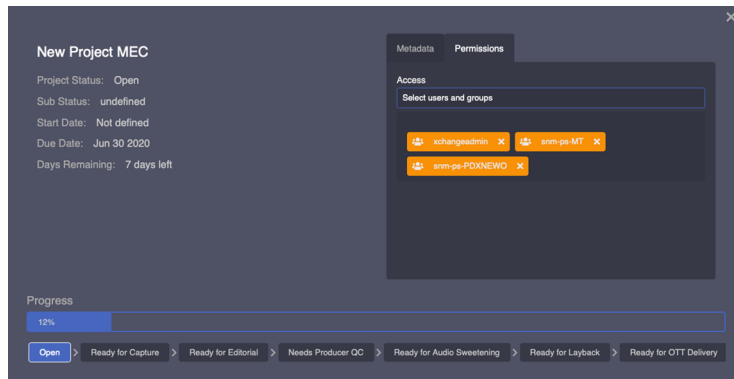 New Project MEC
Project Status: Open
Sub Status: undefined
Start Date: Not defined
Due Date: Jun 30 2020
Days Remaining: 7 days left
Metadata Permissions
Access
Select users and groups
xchangeadmin snm-ps-MT
snm-ps-PDXNEWO
Progress
12%
Open Ready for Capture Ready for Editorial Needs Producer QC Ready for Audio Sweetening Ready for Layback Ready for OTT Delivery